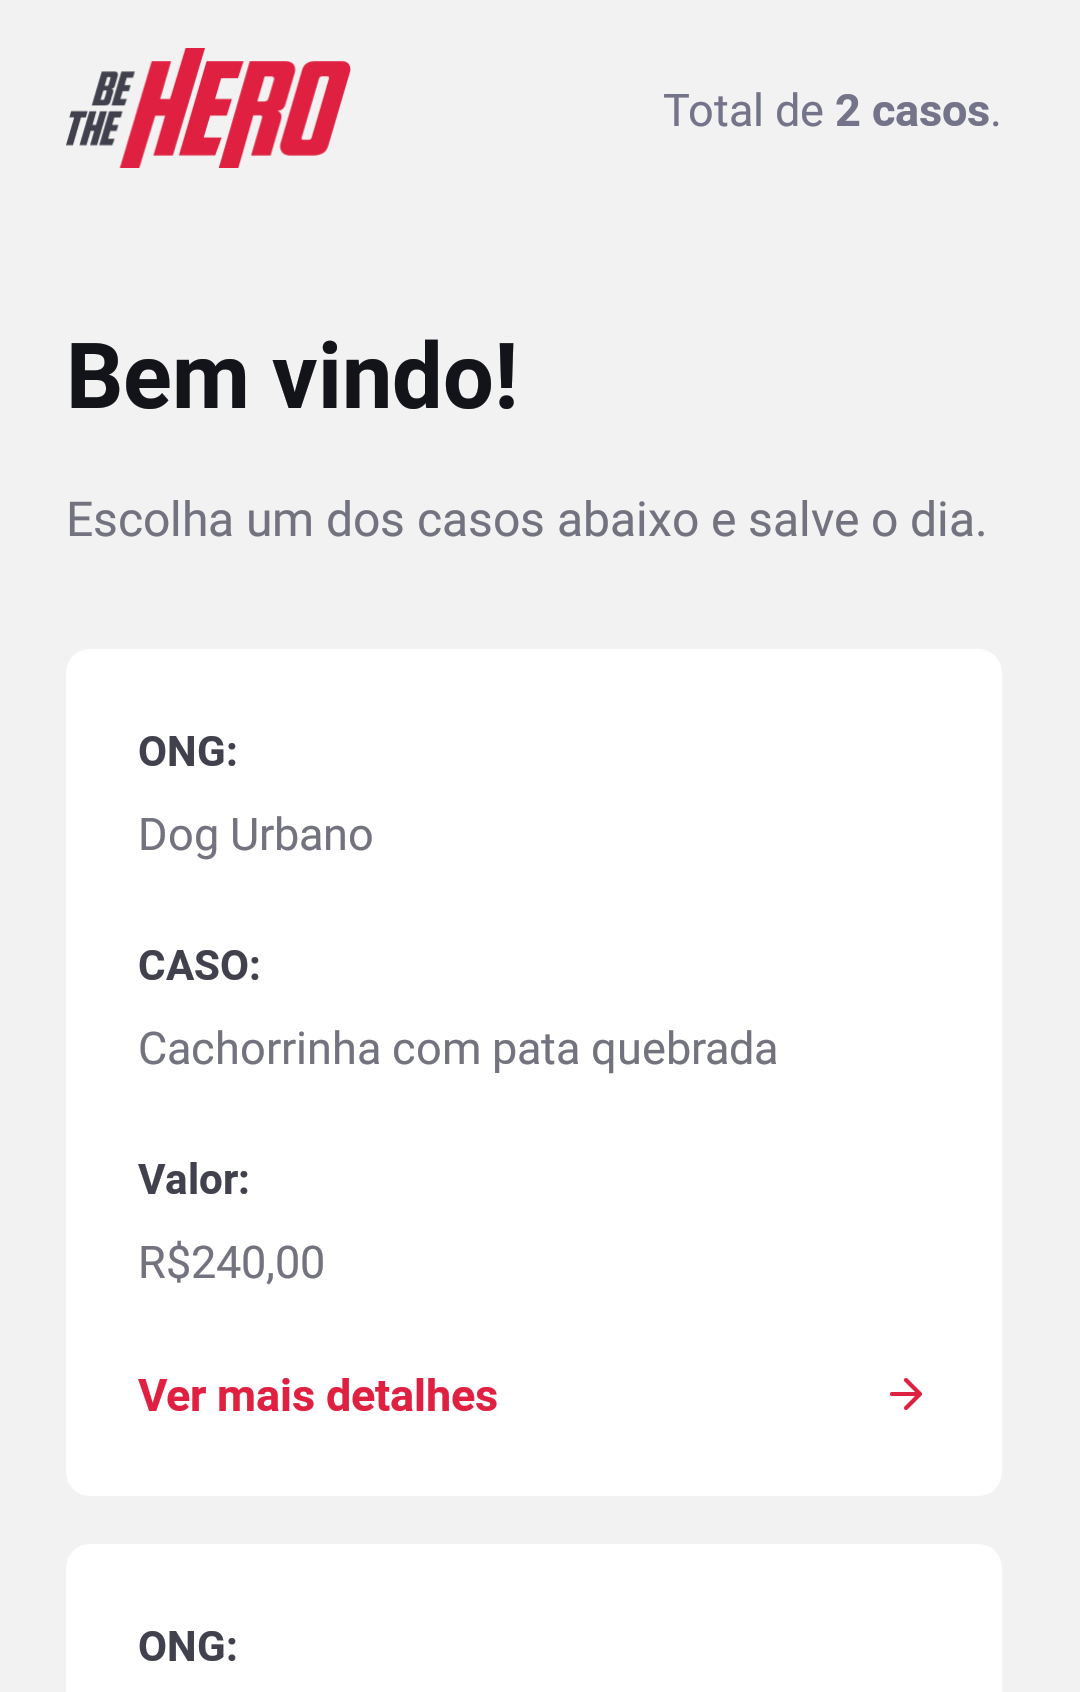 BE THE HERO
Total de 2 casos.
Bem vindo!
Escolha um dos casos abaixo e salve o dia.
ONG:
Dog Urbano
CASO:
Cachorrinha com pata quebrada
Valor:
R$240,00
Ver mais detalhes
ONG: